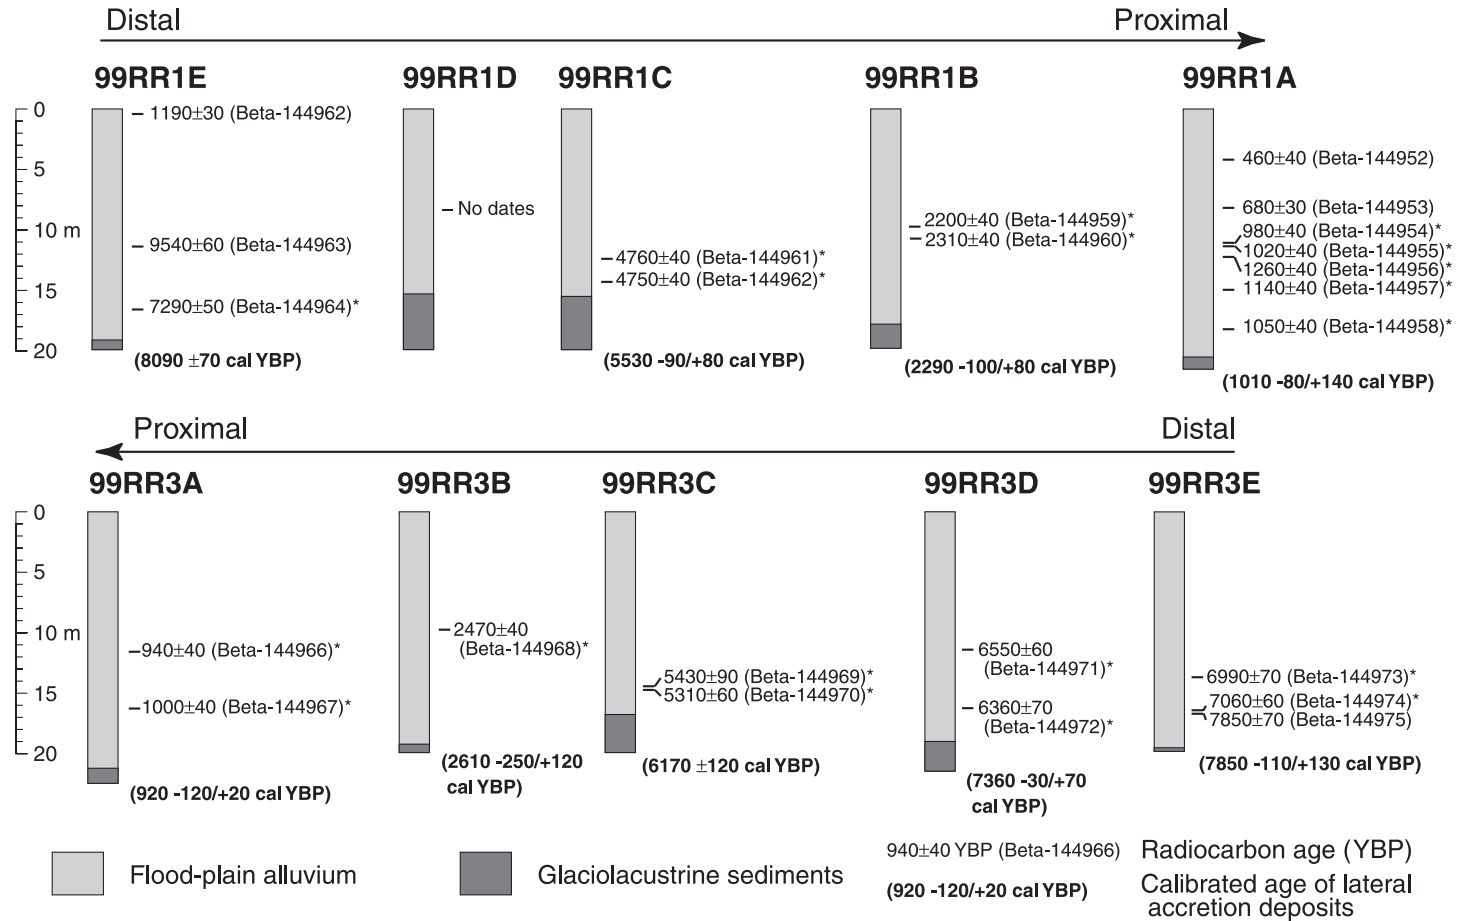 Distal
Proximal
99RR1E
99RR1D
99RR1C
99RR1B
99RR1A
0
5
10 m
15
20
1190±30 (Beta-144962)
9540±60 (Beta-144963)
7290±50 (Beta-144964)*
(8090 ±70 cal YBP)
No dates
4760±40 (Beta-144961)*
4750±40 (Beta-144962)*
(5530 -90/+80 cal YBP)
2200±40 (Beta-144959)*
2310±40 (Beta-144960)*
(2290 -100/+80 cal YBP)
460±40 (Beta-144952)
680±30 (Beta-144953)
980±40 (Beta-144954)*
1020±40 (Beta-144955)*
1260±40 (Beta-144956)*
1140±40 (Beta-144957)*
1050±40 (Beta-144958)*
(1010 -80/+140 cal YBP)
Proximal
Distal
99RR3A
99RR3B
99RR3C
99RR3D
99RR3E
0
5
10 m
15
20
940±40 (Beta-144966)*
1000±40 (Beta-144967)*
(920 -120/+20 cal YBP)
2470±40
(Beta-144968)*
(2610 -250/+120
cal YBP)
5430±90 (Beta-144969)*
5310±60 (Beta-144970)*
(6170 ±120 cal YBP)
6550±60
(Beta-144971)*
6360±70
(Beta-144972)*
(7360 -30/+70
cal YBP)
6990±70 (Beta-144973)*
7060±60 (Beta-144974)*
7850±70 (Beta-144975)
(7850 -110/+130 cal YBP)
Flood-plain alluvium
Glaciolacustrine sediments
940±40 YBP (Beta-144966)
Radiocarbon age (YBP)
(920 -120/+20 cal YBP)
Calibrated age of lateral
accretion deposits